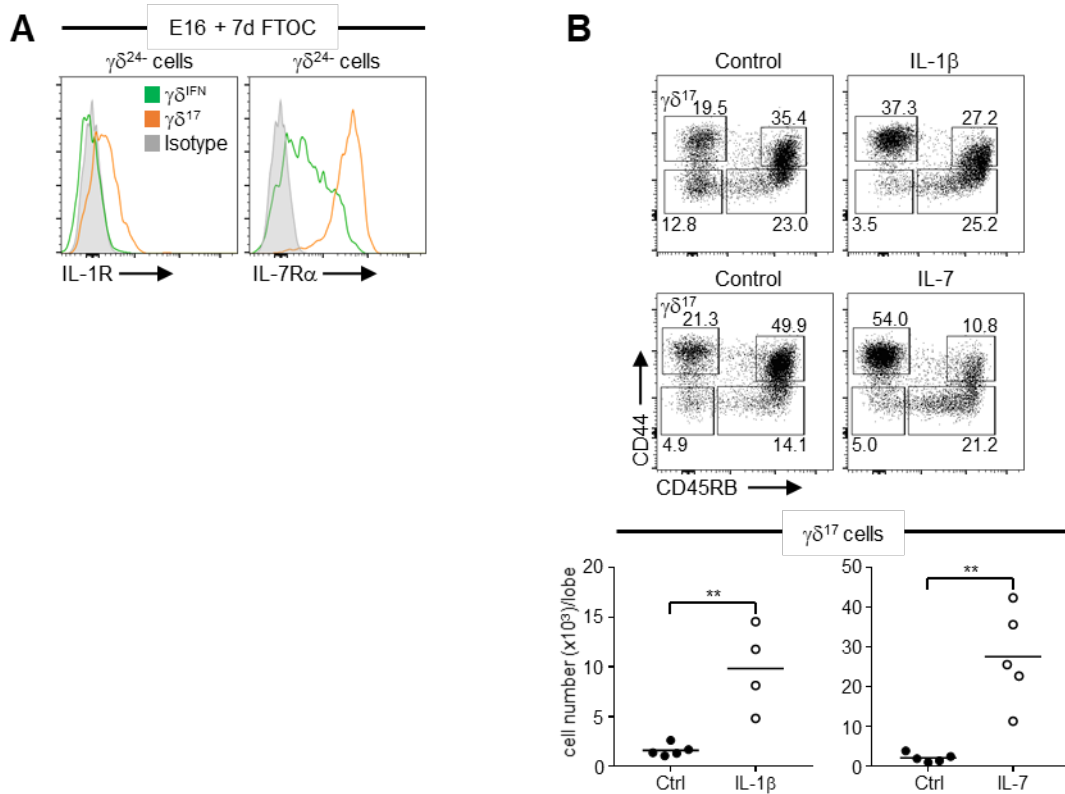 A
E16 + 7d FTOC
γδ²⁴⁻ cells
γδ²⁴⁻ cells
γδᴵᶠᴺ
γδ¹⁷
Isotype
IL-1R
IL-7Rα
B
Control
IL-1β
γδ¹⁷
19.5
35.4
37.3
27.2
12.8
23.0
3.5
25.2
Control
IL-7
γδ¹⁷
21.3
49.9
54.0
10.8
4.9
14.1
5.0
21.2
CD44
CD45RB
γδ¹⁷ cells
cell number (x10³)/lobe
20
15
10
5
0
**
Ctrl
IL-1β
50
40
30
20
10
0
**
Ctrl
IL-7